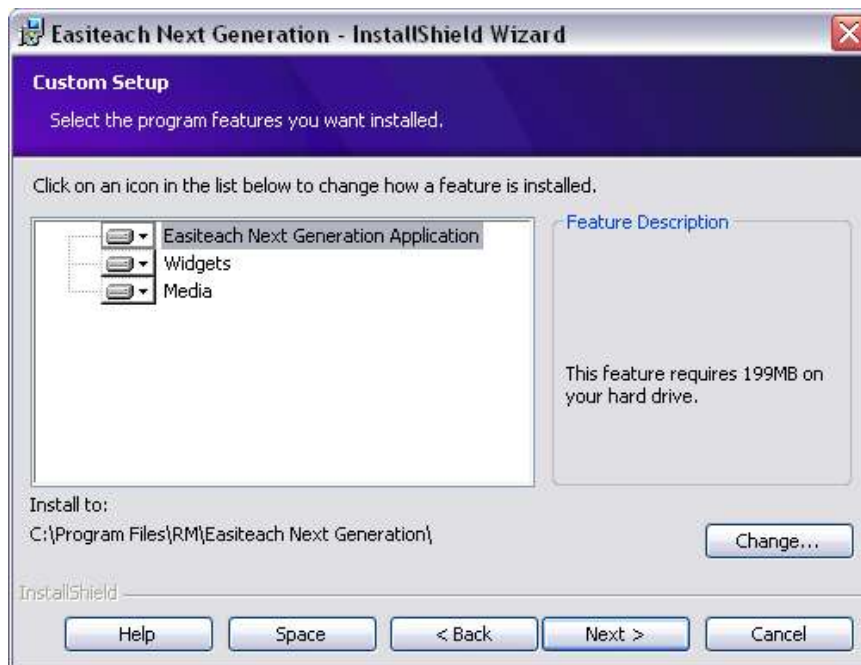 Easiteach Next Generation - InstallShield Wizard
Custom Setup
Select the program features you want installed.
Click on an icon in the list below to change how a feature is installed.
Easiteach Next Generation Application
Widgets
Media
Feature Description
This feature requires 199MB on
your hard drive.
Install to:
C:\Program Files\RM\Easiteach Next Generation\
Change...
InstallShield
Help
Space
< Back
Next >
Cancel